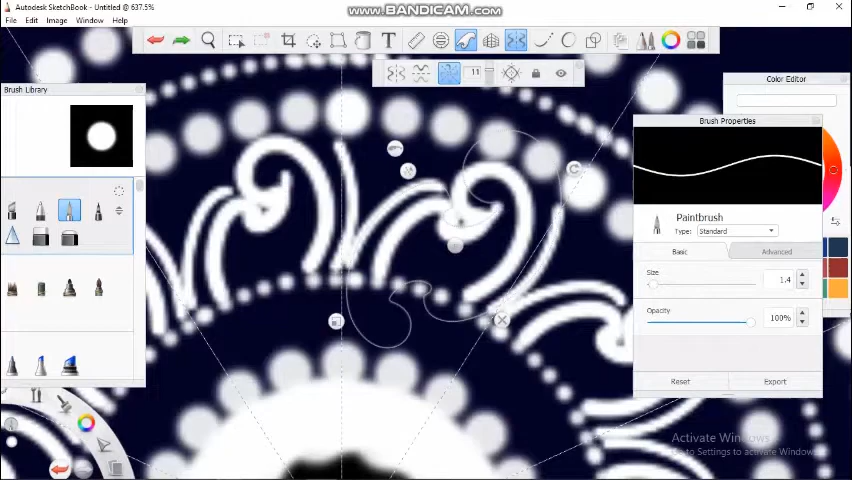 Autodesk SketchBook - Untitled @ 637.5%
www.BANDICAM.com
File Edit Image Window Help
T
11
Brush Library
Color Editor
Brush Properties
Paintbrush
Type: Standard
Basic Advanced
Size
1.4
Opacity
100%
Reset Export
Activate Windows
Go to Settings to activate Windows.